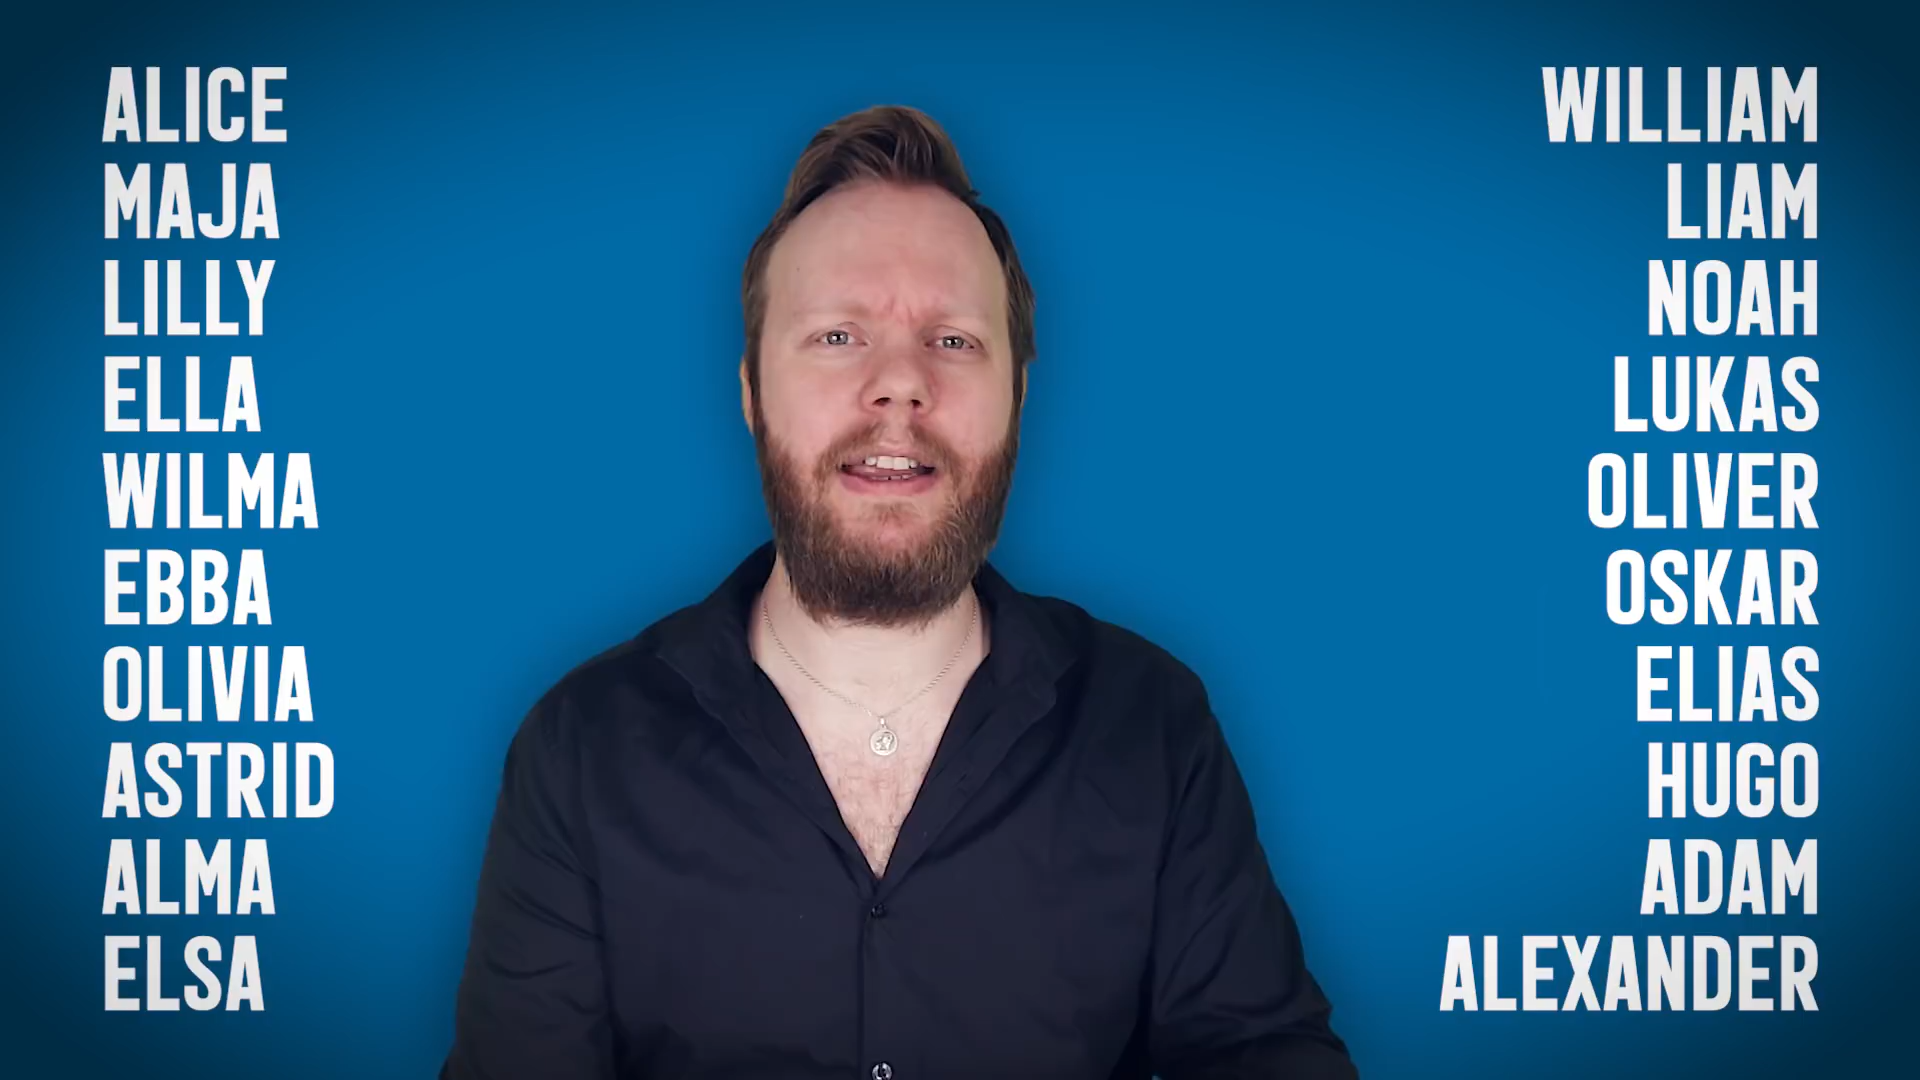 ALICE
MAJA
LILLY
ELLA
WILMA
EBBA
OLIVIA
ASTRID
ALMA
ELSA
WILLIAM
LIAM
NOAH
LUKAS
OLIVER
OSKAR
ELIAS
HUGO
ADAM
ALEXANDER